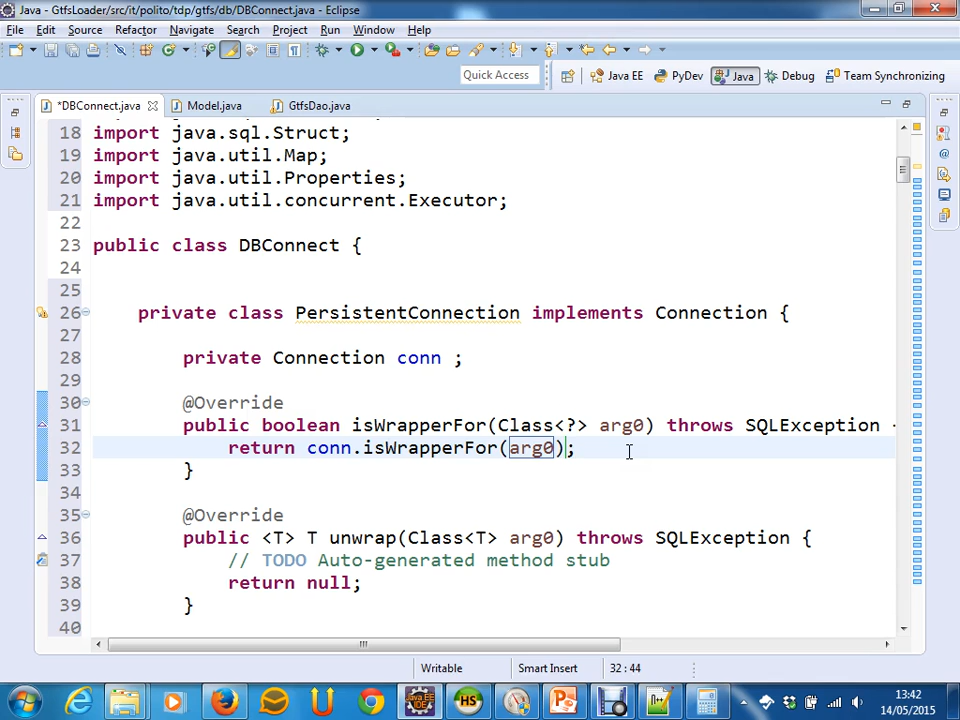 Java - GtfsLoader/src/it/polito/tdp/gtfs/db/DBConnect.java - Eclipse
File Edit Source Refactor Navigate Search Project Run Window Help
Quick Access Java EE PyDev Java Debug Team Synchronizing
*DBConnect.java Model.java GtfsDao.java
18 import java.sql.Struct;
19 import java.util.Map;
20 import java.util.Properties;
21 import java.util.concurrent.Executor;
22
23 public class DBConnect {
24
25
26 private class PersistentConnection implements Connection {
27
28 private Connection conn ;
29
30 @Override
31 public boolean isWrapperFor(Class<?> arg0) throws SQLException
32 return conn.isWrapperFor(arg0);
33 }
34
35 @Override
36 public <T> T unwrap(Class<T> arg0) throws SQLException {
37 // TODO Auto-generated method stub
38 return null;
39 }
40
Writable Smart Insert 32 : 44
13:42
14/05/2015